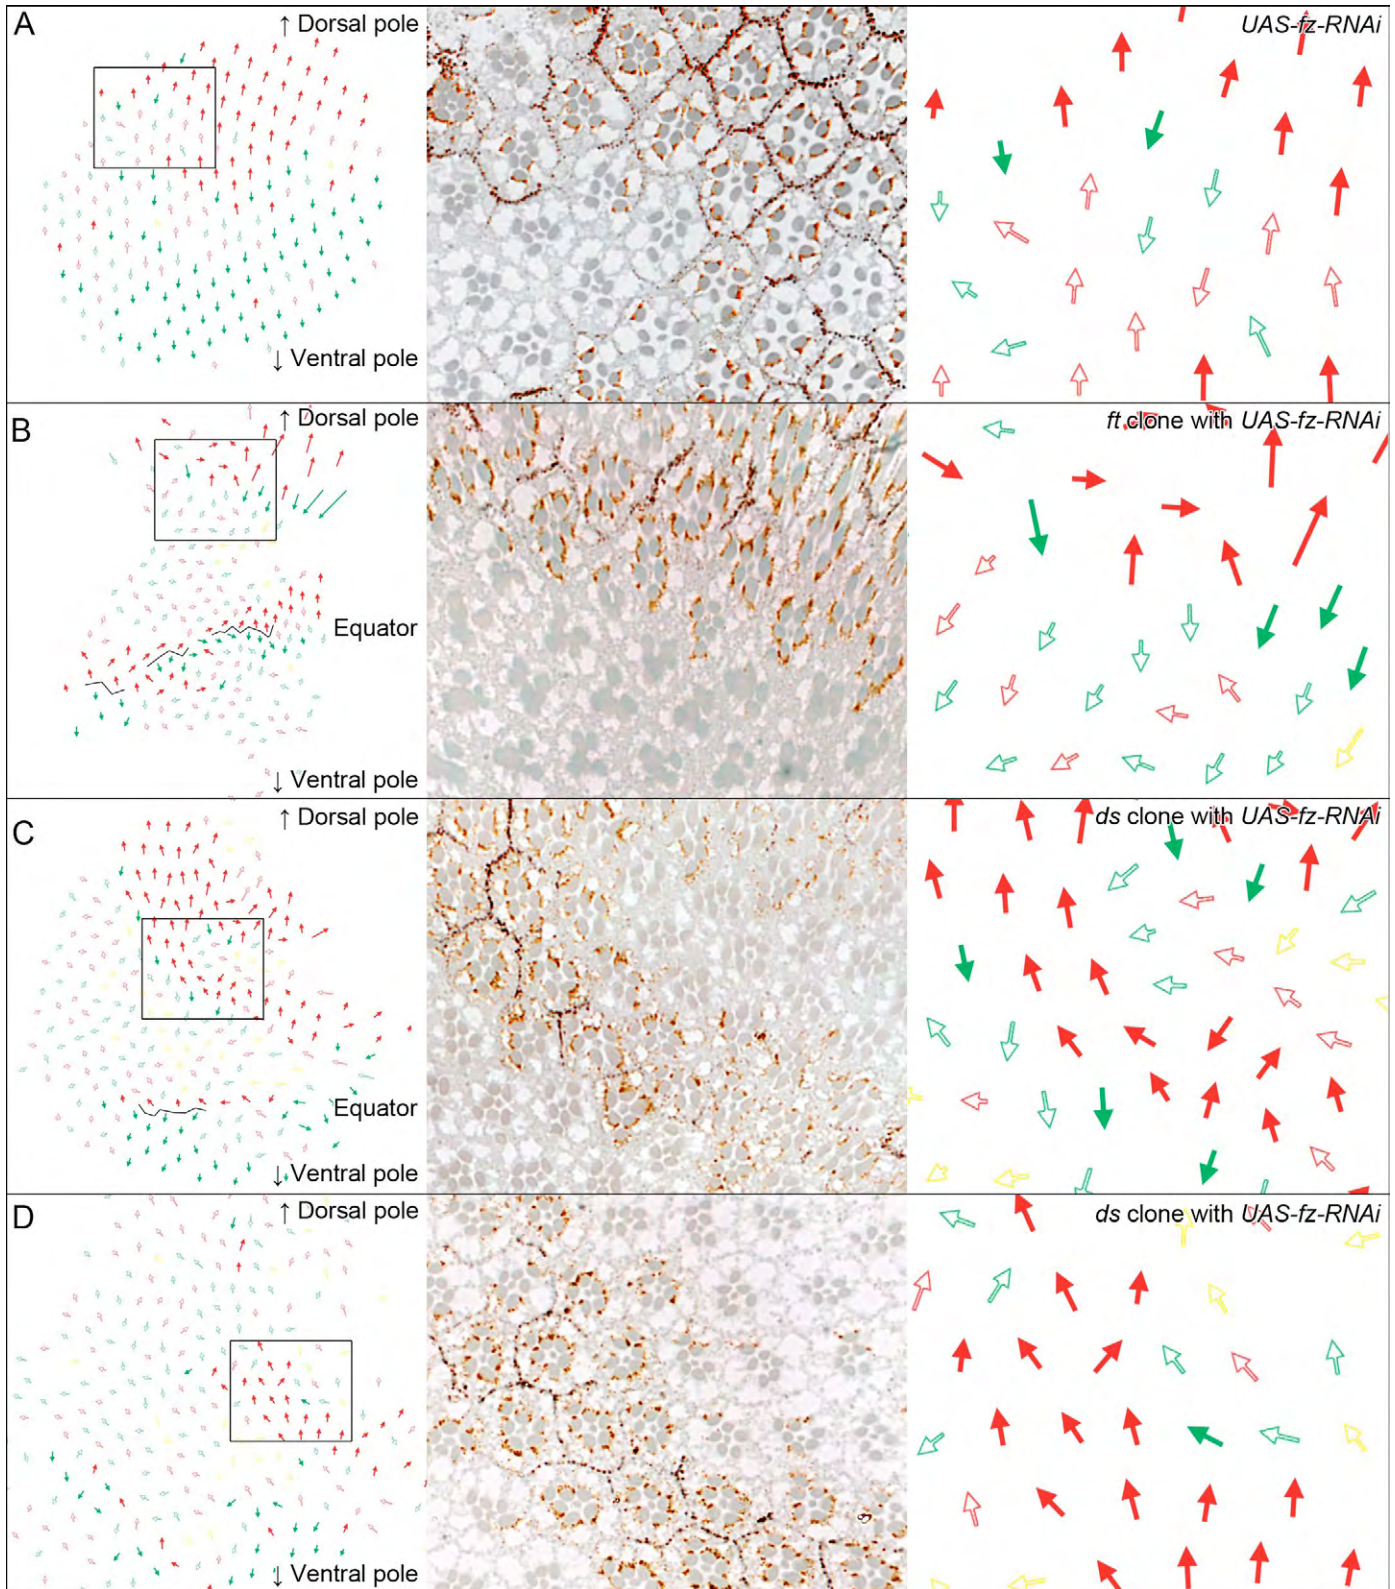 A
↑ Dorsal pole
UAS-fz-RNAi
↓ Ventral pole
B
↑ Dorsal pole
ft clone with UAS-fz-RNAi
Equator
↓ Ventral pole
C
↑ Dorsal pole
ds clone with UAS-fz-RNAi
Equator
↓ Ventral pole
D
↑ Dorsal pole
ds clone with UAS-fz-RNAi
↓ Ventral pole